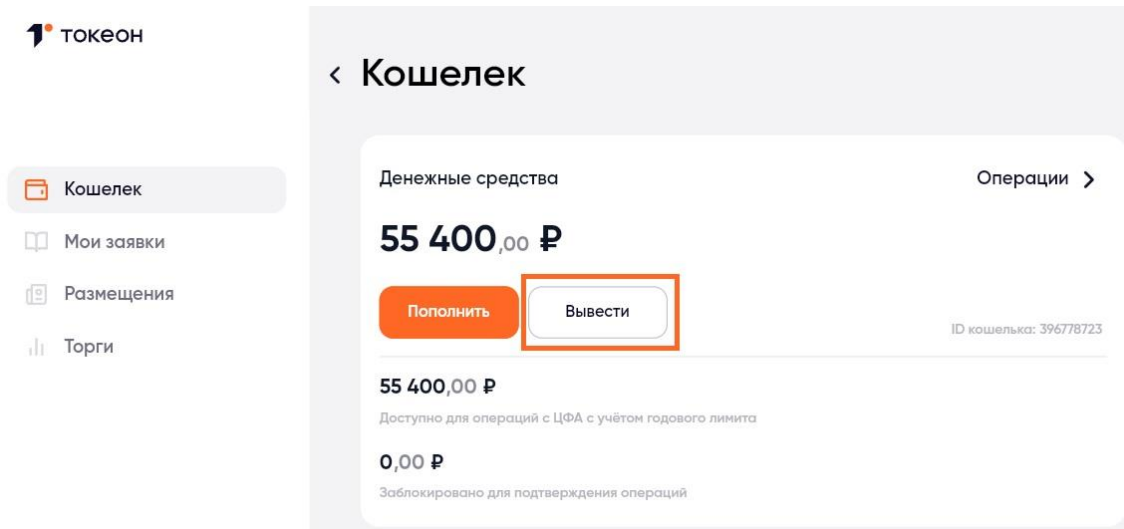 токеон
Кошелек
Кошелек
Мои заявки
Размещения
Торги
Денежные средства
Операции
55 400,00 ₽
Пополнить
Вывести
ID кошелька: 396778723
55 400,00 ₽
Доступно для операций с ЦФА с учётом годового лимита
0,00 ₽
Заблокировано для подтверждения операций